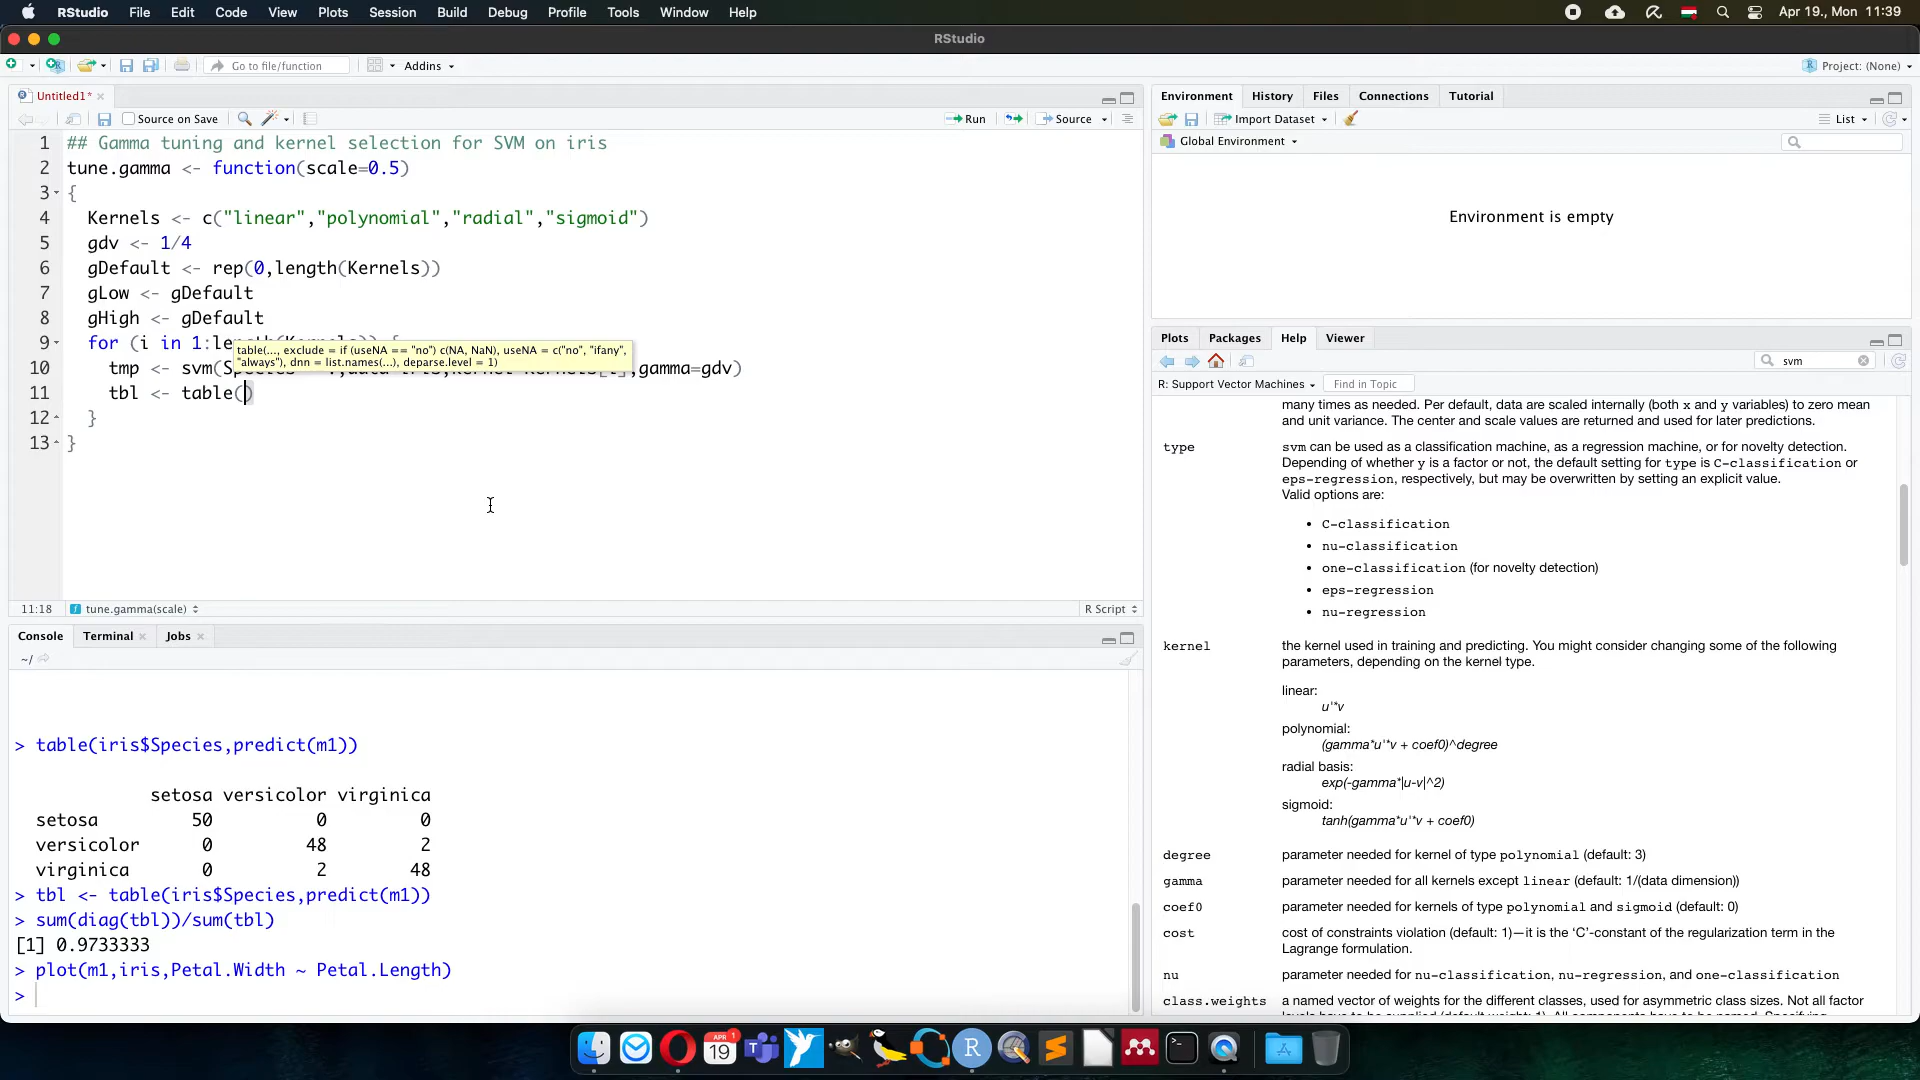 RStudio File Edit Code View Plots Session Build Debug Profile Tools Window Help
Apr 19., Mon 11:39
RStudio
Go to file/function
Addins
Project: (None)
Untitled1*
Source on Save
Run
Source
1 ## Gamma tuning and kernel selection for SVM on iris
2 tune.gamma <- function(scale=0.5)
3 {
4 Kernels <- c("linear","polynomial","radial","sigmoid")
5 gdv <- 1/4
6 gDefault <- rep(0,length(Kernels))
7 gLow <- gDefault
8 gHigh <- gDefault
9 for (i in 1:length(Kernels)) {
table(..., exclude = if (useNA == "no") c(NA, NaN), useNA = c("no", "ifany",
"always"), dnn = list.names(...), deparse.level = 1)
10 tmp <- svm(Species ~ .,data=iris,kernel=Kernels[i],gamma=gdv)
11 tbl <- table()
12 }
13 }
11:18 tune.gamma(scale)
R Script
Console Terminal Jobs
~/
> table(iris$Species,predict(m1))
setosa versicolor virginica
setosa 50 0 0
versicolor 0 48 2
virginica 0 2 48
> tbl <- table(iris$Species,predict(m1))
> sum(diag(tbl))/sum(tbl)
[1] 0.9733333
> plot(m1,iris,Petal.Width ~ Petal.Length)
>
Environment History Files Connections Tutorial
Import Dataset
List
Global Environment
Environment is empty
Plots Packages Help Viewer
svm
R: Support Vector Machines
Find in Topic
many times as needed. Per default, data are scaled internally (both x and y variables) to zero mean
and unit variance. The center and scale values are returned and used for later predictions.
type svm can be used as a classification machine, as a regression machine, or for novelty detection.
Depending of whether y is a factor or not, the default setting for type is C-classification or
eps-regression, respectively, but may be overwritten by setting an explicit value.
Valid options are:
• C-classification
• nu-classification
• one-classification (for novelty detection)
• eps-regression
• nu-regression
kernel the kernel used in training and predicting. You might consider changing some of the following
parameters, depending on the kernel type.
linear:
u'*v
polynomial:
(gamma*u'*v + coef0)^degree
radial basis:
exp(-gamma*|u-v|^2)
sigmoid:
tanh(gamma*u'*v + coef0)
degree parameter needed for kernel of type polynomial (default: 3)
gamma parameter needed for all kernels except linear (default: 1/(data dimension))
coef0 parameter needed for kernels of type polynomial and sigmoid (default: 0)
cost cost of constraints violation (default: 1)—it is the ‘C’-constant of the regularization term in the
Lagrange formulation.
nu parameter needed for nu-classification, nu-regression, and one-classification
class.weights a named vector of weights for the different classes, used for asymmetric class sizes. Not all factor
APR 1
19
R